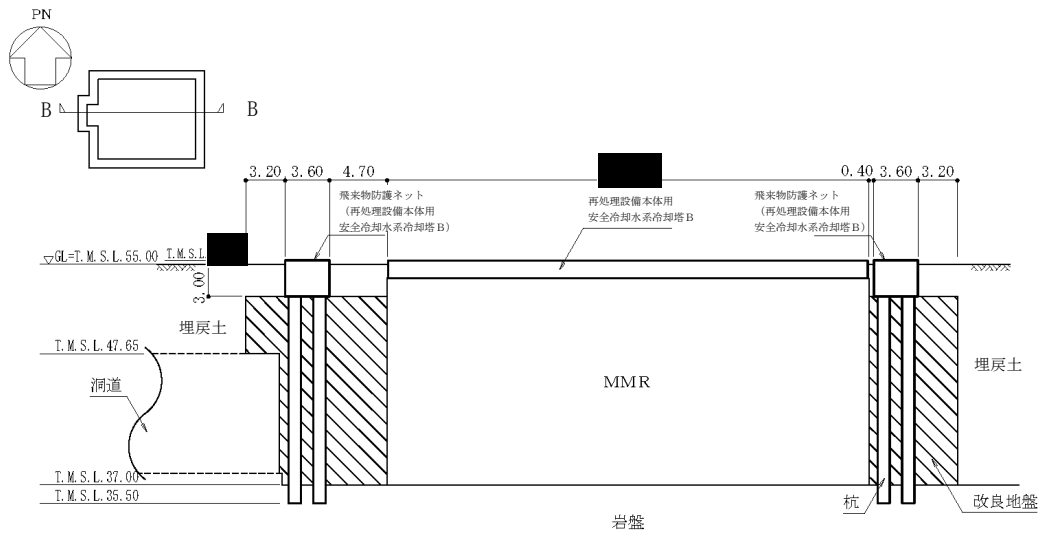 PN
B B
3.20 3.60 4.70 0.40 3.60 3.20
飛来物防護ネット
（再処理設備本体用
安全冷却水系冷却塔B）
再処理設備本体用
安全冷却水系冷却塔B
飛来物防護ネット
（再処理設備本体用
安全冷却水系冷却塔B）
▽GL=T.M.S.L.55.00 T.M.S.L.
3.00
埋戻土
T.M.S.L.47.65
埋戻土
洞道
MMR
T.M.S.L.37.00
T.M.S.L.35.50
杭
改良地盤
岩盤